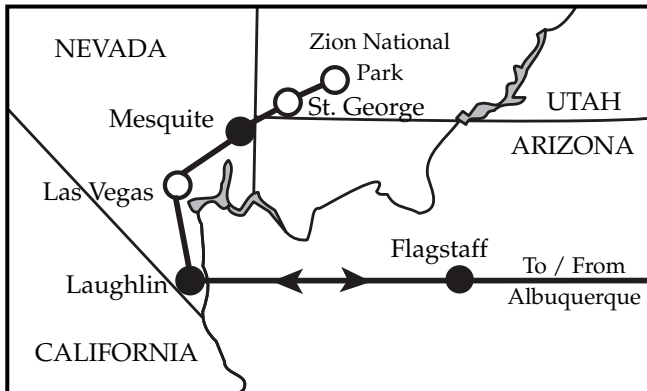 NEVADA
Zion National
Park
St. George
UTAH
Mesquite
ARIZONA
Las Vegas
Flagstaff
Laughlin
To / From
Albuquerque
CALIFORNIA